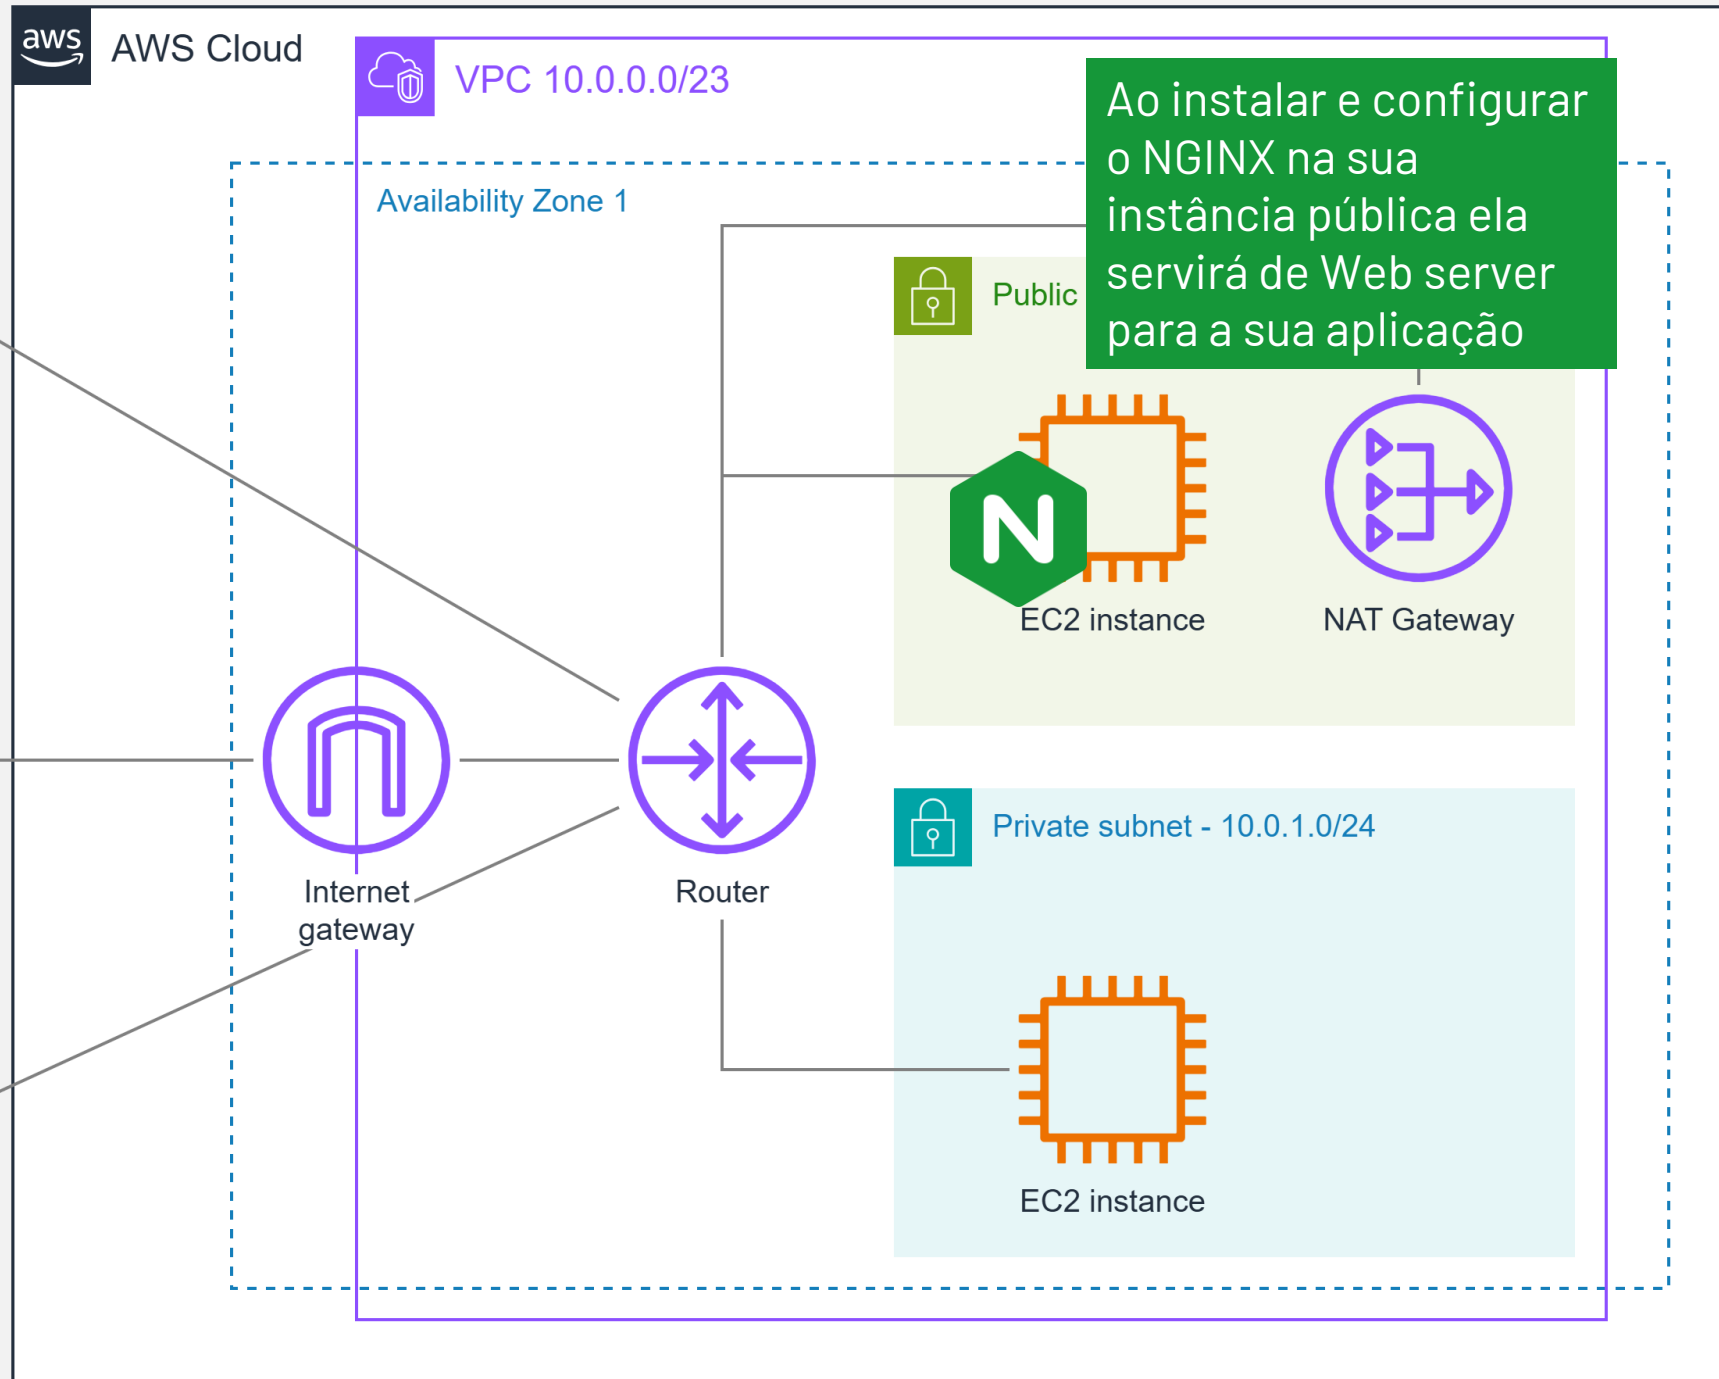 aws
AWS Cloud
VPC 10.0.0.0/23
Ao instalar e configurar
o NGINX na sua
instância pública ela
servirá de Web server
para a sua aplicação
Availability Zone 1
Public
N
EC2 instance
NAT Gateway
Internet
gateway
Router
Private subnet - 10.0.1.0/24
EC2 instance